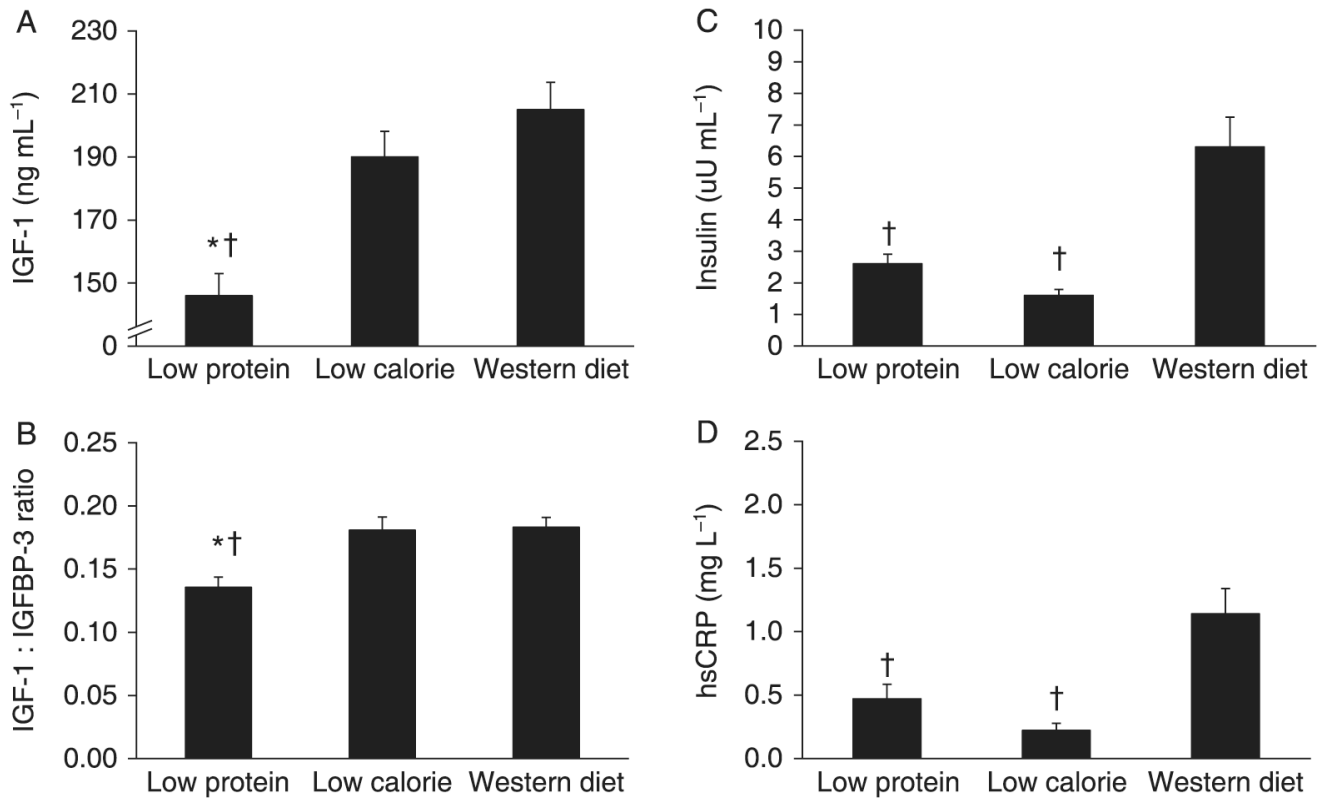 A
IGF-1 (ng mL⁻¹)
230
210
190
170
150
0
*†
Low protein Low calorie Western diet
C
Insulin (uU mL⁻¹)
10
9
8
7
6
5
4
3
2
1
0
†
†
Low protein Low calorie Western diet
B
IGF-1 : IGFBP-3 ratio
0.25
0.20
0.15
0.10
0.05
0.00
*†
Low protein Low calorie Western diet
D
hsCRP (mg L⁻¹)
2.5
2.0
1.5
1.0
0.5
0.0
†
†
Low protein Low calorie Western diet